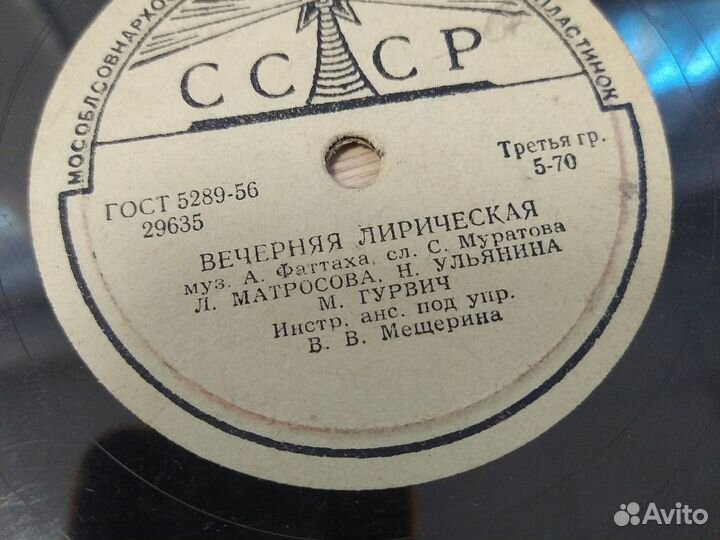 МОСОБЛСОВНАРХО
ПЛАСТИНОК
СССР
ГОСТ 5289-56
29635
Третья гр.
5-70
ВЕЧЕРНЯЯ ЛИРИЧЕСКАЯ
муз. А. Фаттаха, сл. С. Муратова
Л. МАТРОСОВА, Н. УЛЬЯНИНА
М. ГУРВИЧ
Инстр. анс. под упр.
В. В. Мещерина
Avito